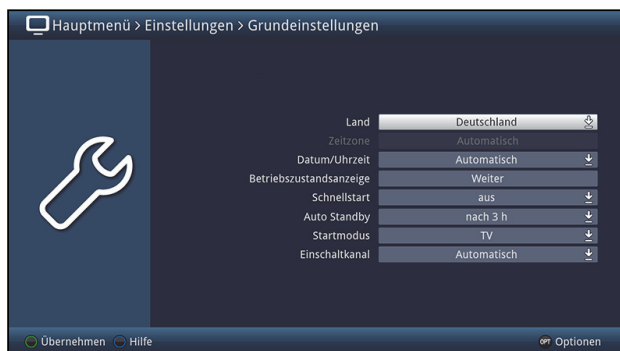 Hauptmenü > Einstellungen > Grundeinstellungen
Land Deutschland
Zeitzone Automatisch
Datum/Uhrzeit Automatisch
Betriebszustandsanzeige Weiter
Schnellstart aus
Auto Standby nach 3 h
Startmodus TV
Einschaltkanal Automatisch
Übernehmen Hilfe OPT Optionen